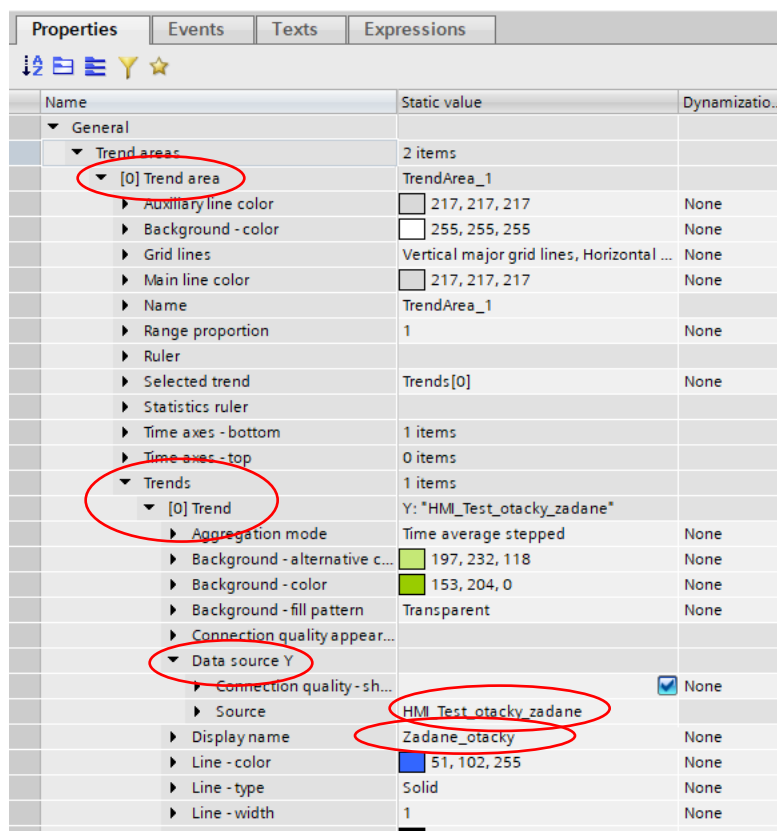 Properties Events Texts Expressions
Name Static value Dynamizatio...
General
Trend areas 2 items
[0] Trend area TrendArea_1
Auxiliary line color 217, 217, 217 None
Background - color 255, 255, 255 None
Grid lines Vertical major grid lines, Horizontal ... None
Main line color 217, 217, 217 None
Name TrendArea_1
Range proportion 1 None
Ruler
Selected trend Trends[0] None
Statistics ruler
Time axes - bottom 1 items
Time axes - top 0 items
Trends 1 items
[0] Trend Y: "HMI_Test_otacky_zadane"
Aggregation mode Time average stepped None
Background - alternative c... 197, 232, 118 None
Background - color 153, 204, 0 None
Background - fill pattern Transparent None
Connection quality appear...
Data source Y
Connection quality - sh... None
Source HMI_Test_otacky_zadane
Display name Zadane_otacky None
Line - color 51, 102, 255 None
Line - type Solid None
Line - width 1 None